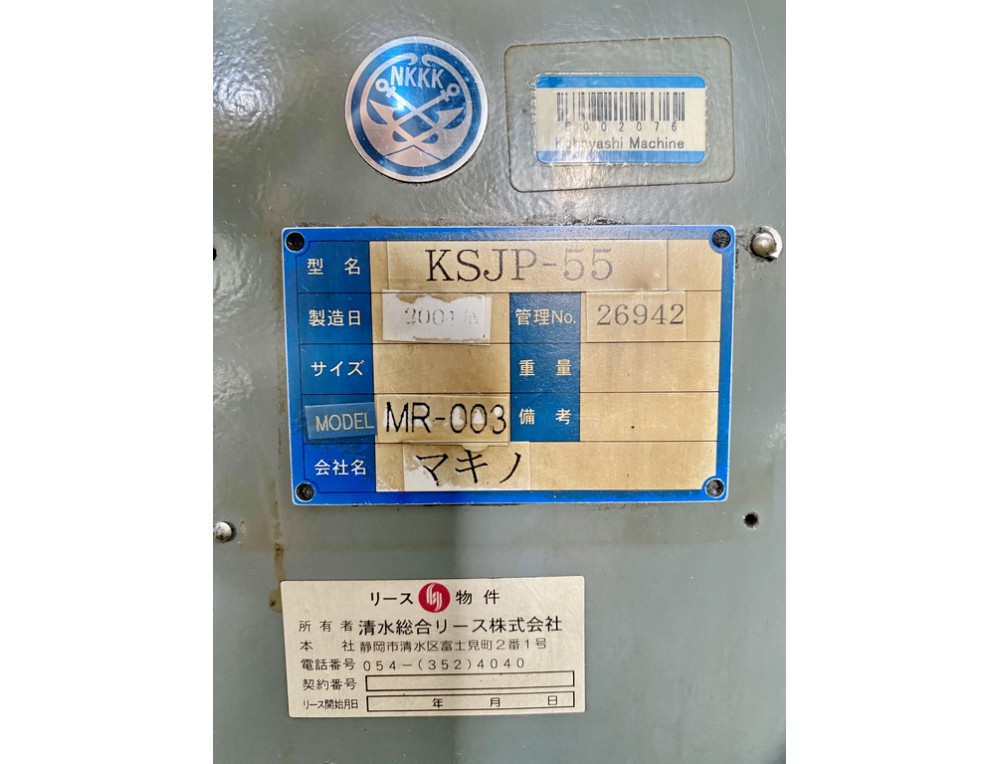 NKKK
6002076
Kobayashi Machine
型名 KSJP-55
製造日 2001 管理No. 26942
サイズ 重量
MODEL MR-003 備考
会社名 マキノ
リース 物件
所有者 清水総合リース株式会社
本社 静岡市清水区富士見町2番1号
電話番号 054-(352)4040
契約番号
リース開始月日 年 月 日